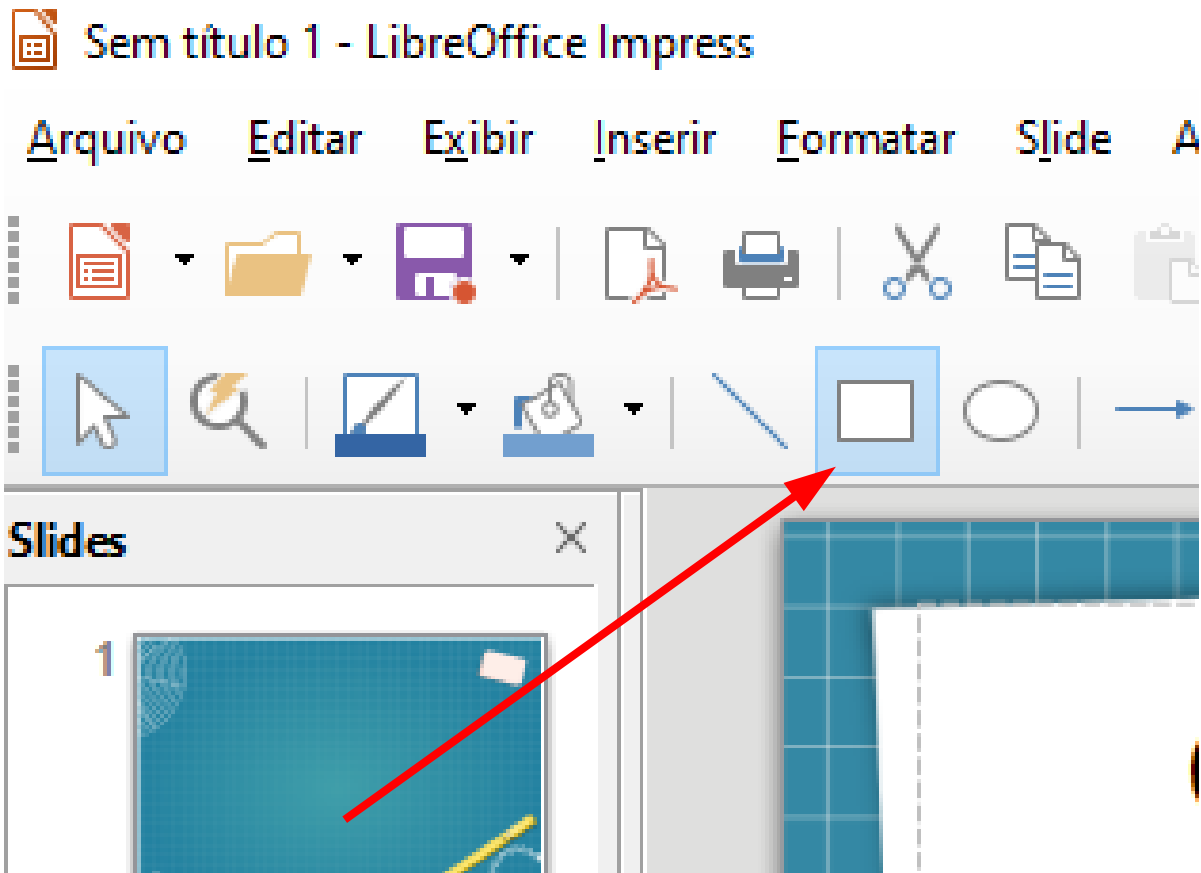 Sem título 1 - LibreOffice Impress
Arquivo Editar Exibir Inserir Formatar Slide A
Slides
1